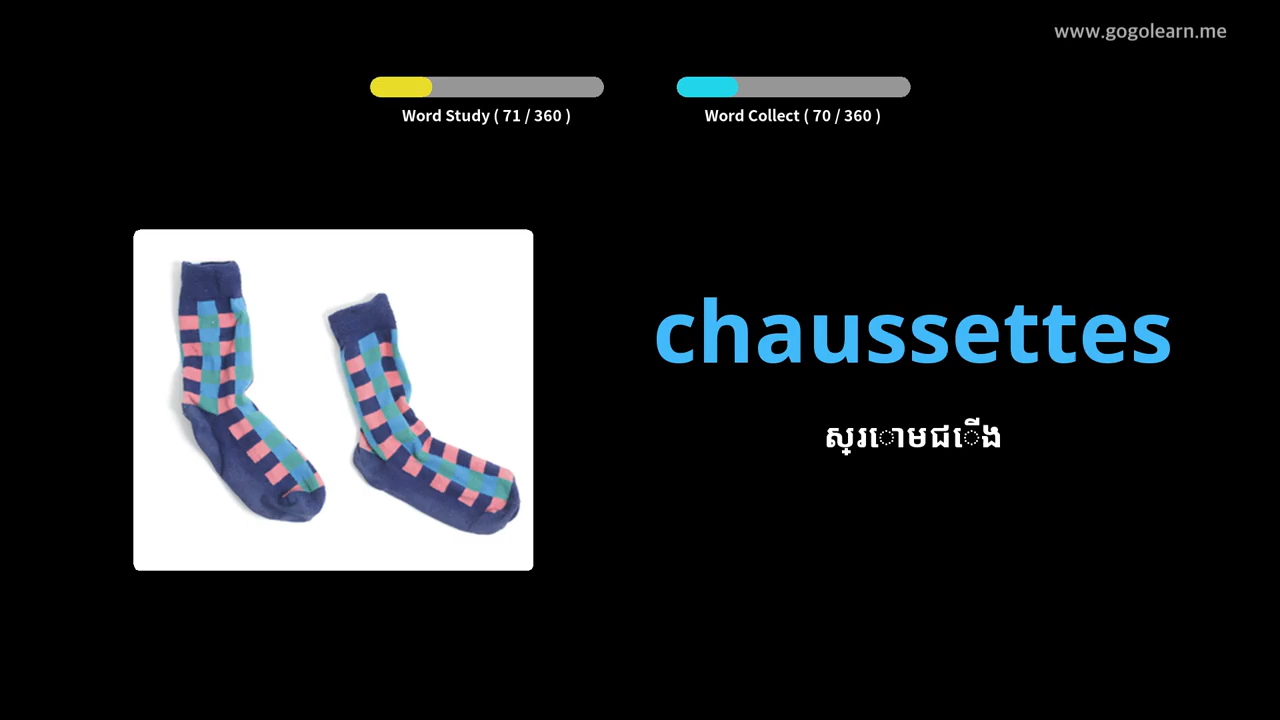 www.gogolearn.me
Word Study ( 71 / 360 )
Word Collect ( 70 / 360 )
chaussettes
ស្រោមជើង